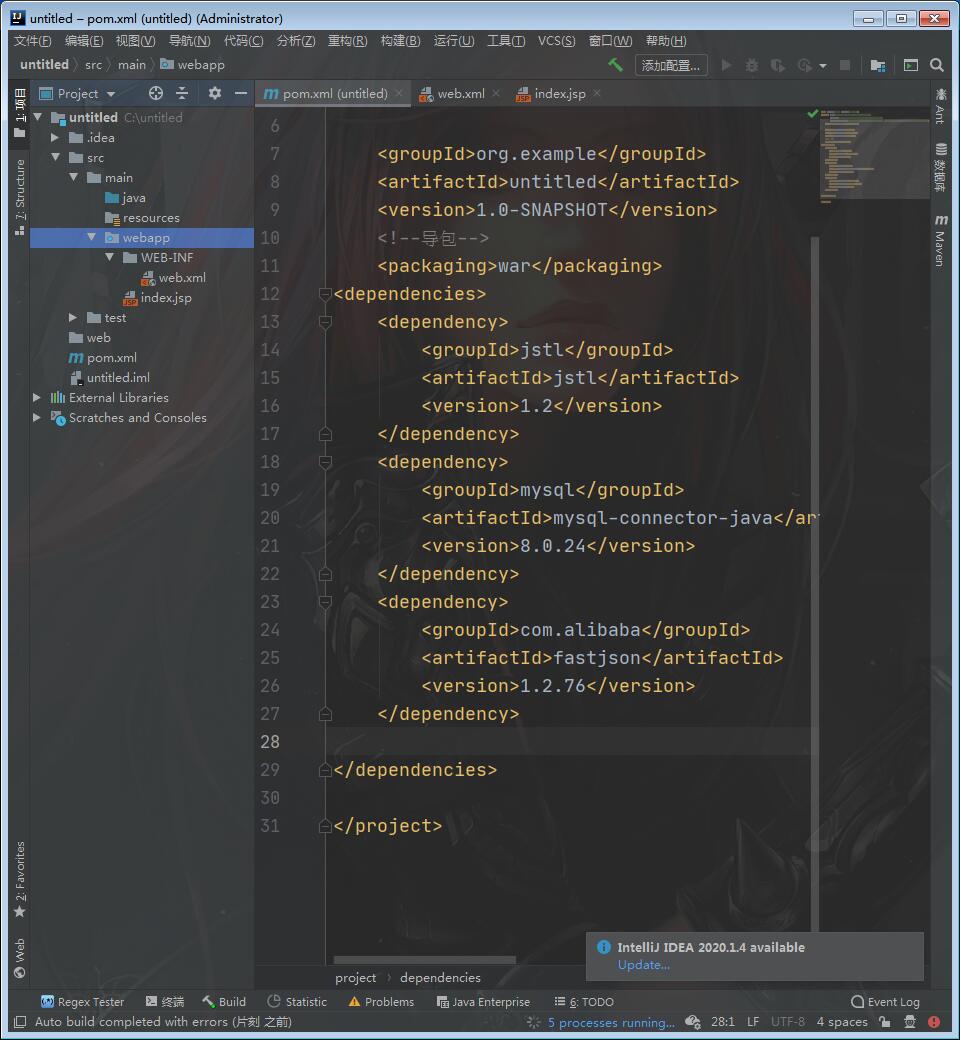 untitled – pom.xml (untitled) (Administrator)
文件(F) 编辑(E) 视图(V) 导航(N) 代码(C) 分析(Z) 重构(R) 构建(B) 运行(U) 工具(T) VCS(S) 窗口(W) 帮助(H)
untitled src main webapp 添加配置...
1: 项目
7: Structure
2: Favorites
Web
Project
untitled C:\untitled
.idea
src
main
java
resources
webapp
WEB-INF
web.xml
index.jsp
test
web
pom.xml
untitled.iml
External Libraries
Scratches and Consoles
pom.xml (untitled) web.xml index.jsp
6
7 <groupId>org.example</groupId>
8 <artifactId>untitled</artifactId>
9 <version>1.0-SNAPSHOT</version>
10 <!--导包-->
11 <packaging>war</packaging>
12 <dependencies>
13 <dependency>
14 <groupId>jstl</groupId>
15 <artifactId>jstl</artifactId>
16 <version>1.2</version>
17 </dependency>
18 <dependency>
19 <groupId>mysql</groupId>
20 <artifactId>mysql-connector-java</ar
21 <version>8.0.24</version>
22 </dependency>
23 <dependency>
24 <groupId>com.alibaba</groupId>
25 <artifactId>fastjson</artifactId>
26 <version>1.2.76</version>
27 </dependency>
28
29 </dependencies>
30
31 </project>
Ant
数据库
Maven
IntelliJ IDEA 2020.1.4 available
Update...
project dependencies
Regex Tester 终端 Build Statistic Problems Java Enterprise 6: TODO Event Log
Auto build completed with errors (片刻 之前) 5 processes running... 28:1 LF UTF-8 4 spaces